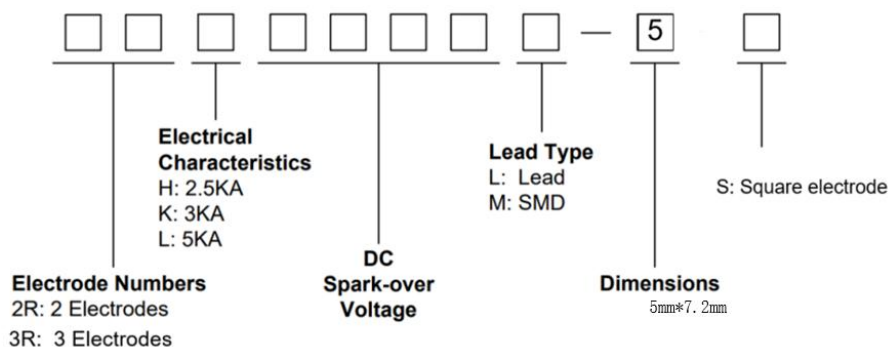 5
Electrical
Characteristics
H: 2.5KA
K: 3KA
L: 5KA
Lead Type
L: Lead
M: SMD
S: Square electrode
DC
Spark-over
Voltage
Electrode Numbers
2R: 2 Electrodes
3R: 3 Electrodes
Dimensions
5mm*7.2mm